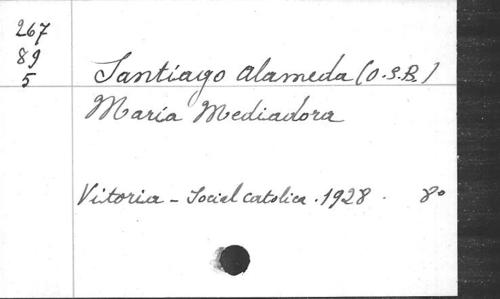 267
89
5
Santiago Alameda (O.S.B.)
María Mediadora
Vitoria - Social catolica . 1928 . 8º